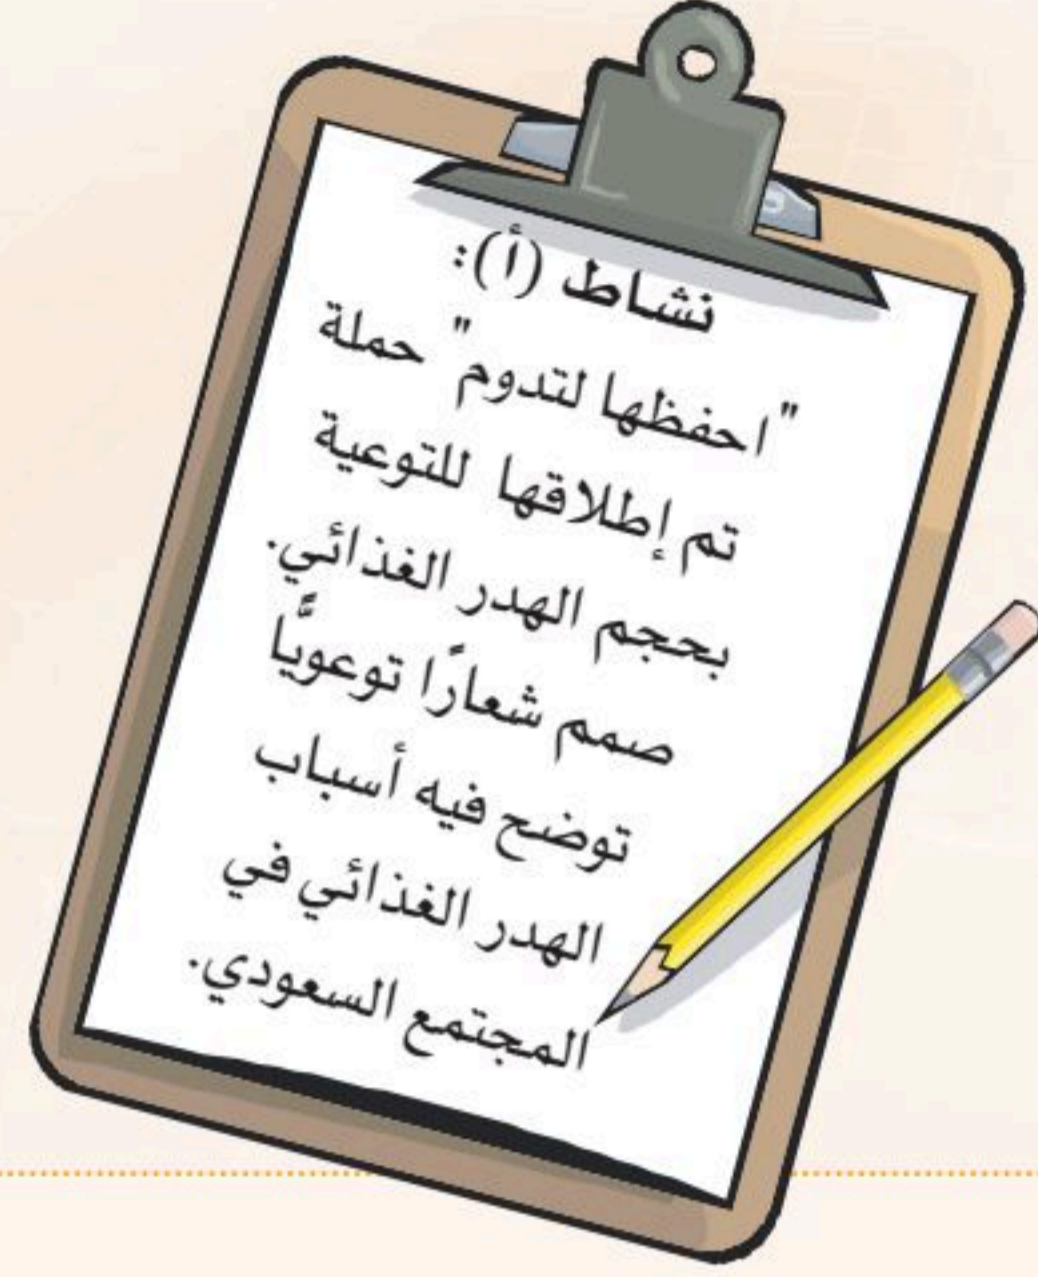 نشاط (أ):
"احفظها لتدوم" حملة
تم إطلاقها للتوعية
بحجم الهدر الغذائي.
صمم شعارًا توعويًّا
توضح فيه أسباب
الهدر الغذائي في
المجتمع السعودي.